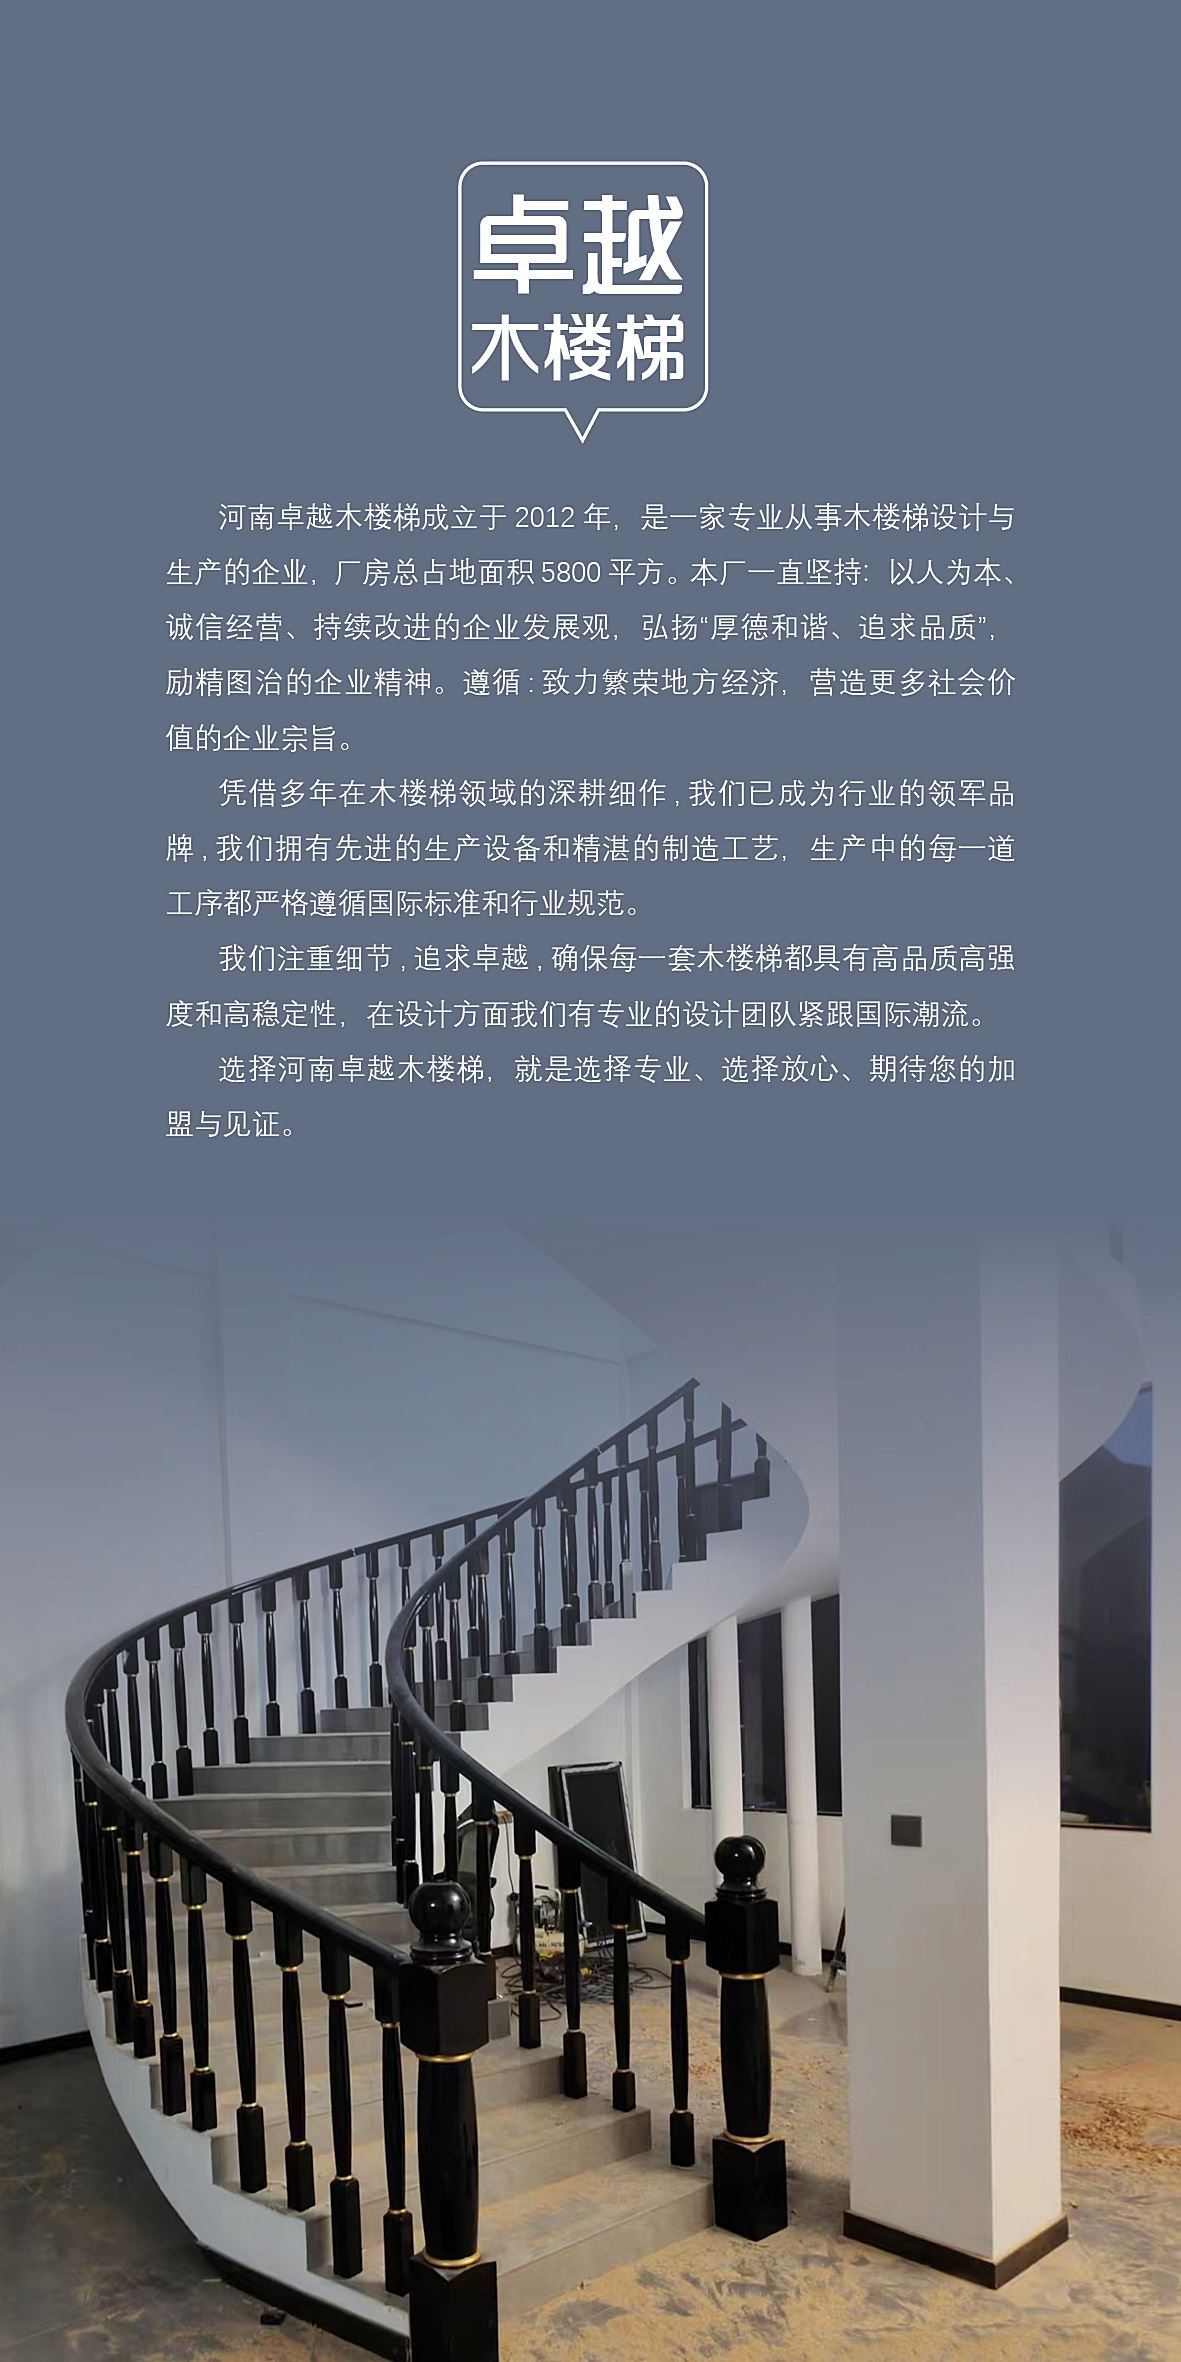 卓越
木楼梯
河南卓越木楼梯成立于 2012 年，是一家专业从事木楼梯设计与
生产的企业，厂房总占地面积 5800 平方。本厂一直坚持：以人为本、
诚信经营、持续改进的企业发展观，弘扬“厚德和谐、追求品质”，
励精图治的企业精神。遵循 : 致力繁荣地方经济，营造更多社会价
值的企业宗旨。
凭借多年在木楼梯领域的深耕细作 , 我们已成为行业的领军品
牌 , 我们拥有先进的生产设备和精湛的制造工艺，生产中的每一道
工序都严格遵循国际标准和行业规范。
我们注重细节 , 追求卓越 , 确保每一套木楼梯都具有高品质高强
度和高稳定性，在设计方面我们有专业的设计团队紧跟国际潮流。
选择河南卓越木楼梯，就是选择专业、选择放心、期待您的加
盟与见证。